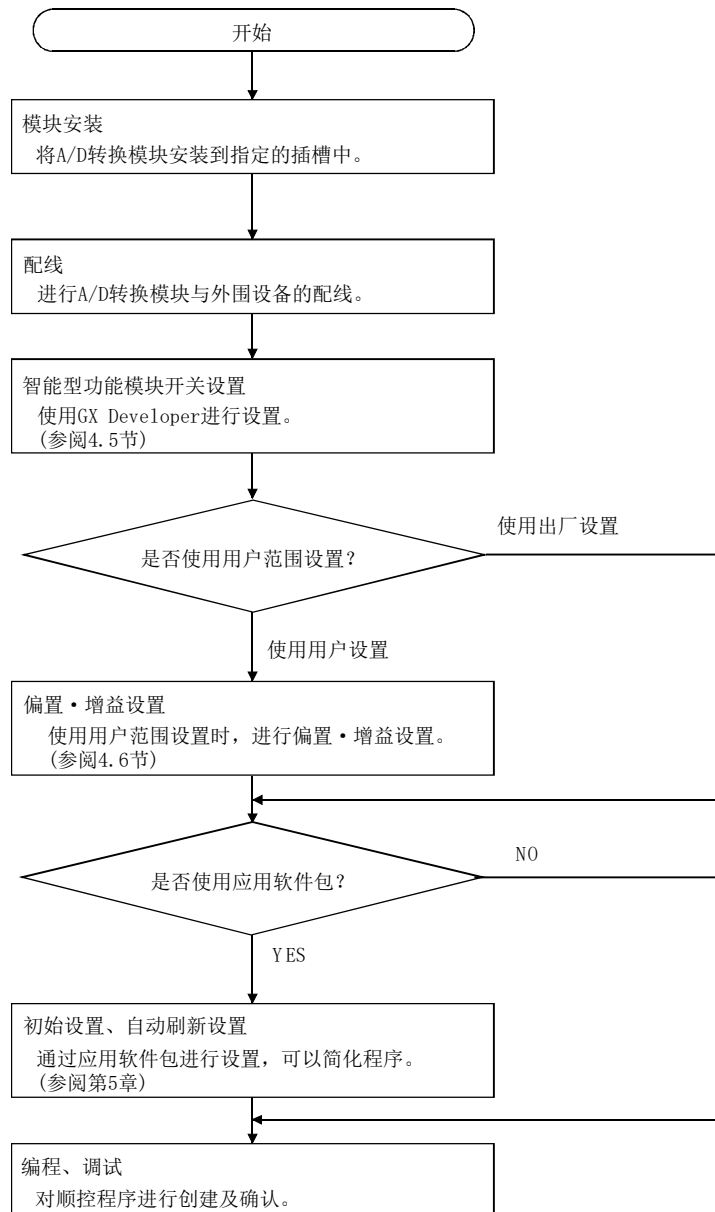 开始
模块安装
将A/D转换模块安装到指定的插槽中。
配线
进行A/D转换模块与外围设备的配线。
智能型功能模块开关设置
使用GX Developer进行设置。
(参阅4.5节)
使用出厂设置
是否使用用户范围设置?
使用用户设置
偏置·增益设置
使用用户范围设置时，进行偏置·增益设置。
(参阅4.6节)
NO
是否使用应用软件包?
YES
初始设置、自动刷新设置
通过应用软件包进行设置，可以简化程序。
(参阅第5章)
编程、调试
对顺控程序进行创建及确认。